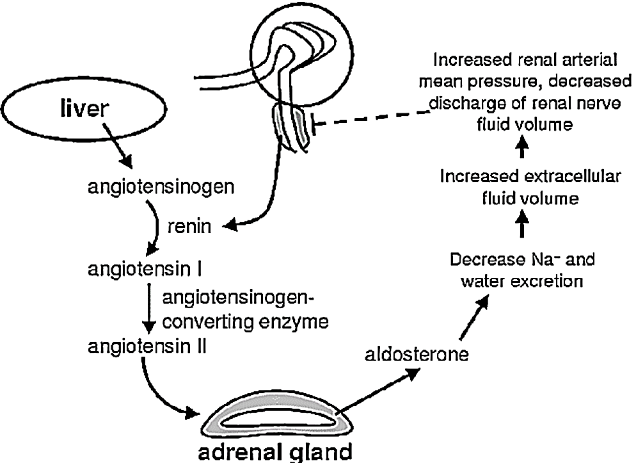 liver
angiotensinogen
renin
angiotensin I
angiotensinogen-
converting enzyme
angiotensin II
adrenal gland
aldosterone
Decrease Na⁻ and
water excretion
Increased extracellular
fluid volume
Increased renal arterial
mean pressure, decreased
discharge of renal nerve
fluid volume